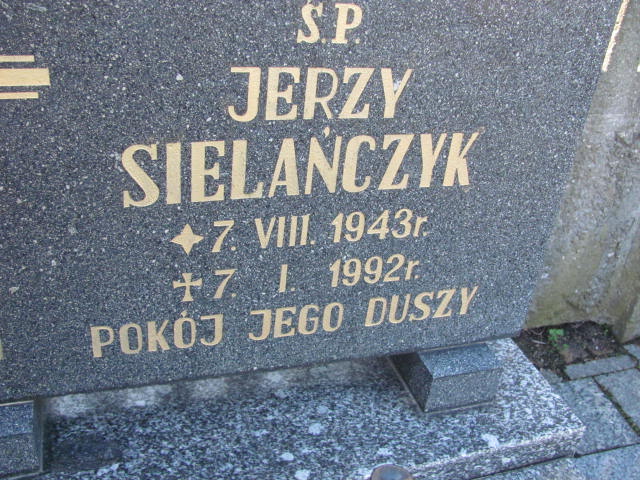 Ś.P.
JERZY
SIELAŃCZYK
✦ 7. VIII. 1943r.
✝ 7. I. 1992r.
POKÓJ JEGO DUSZY